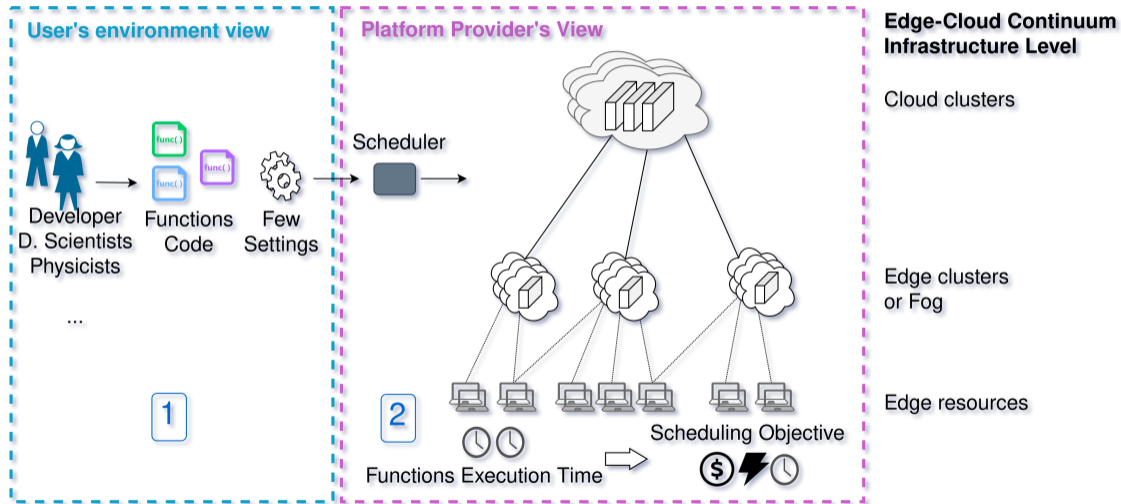 User's environment view
Developer
D. Scientists
Physicists
...
func( )
func( )
func( )
Functions
Code
Few
Settings
1
Platform Provider's View
Scheduler
2
Functions Execution Time
Scheduling Objective
$
Edge-Cloud Continuum
Infrastructure Level
Cloud clusters
Edge clusters
or Fog
Edge resources